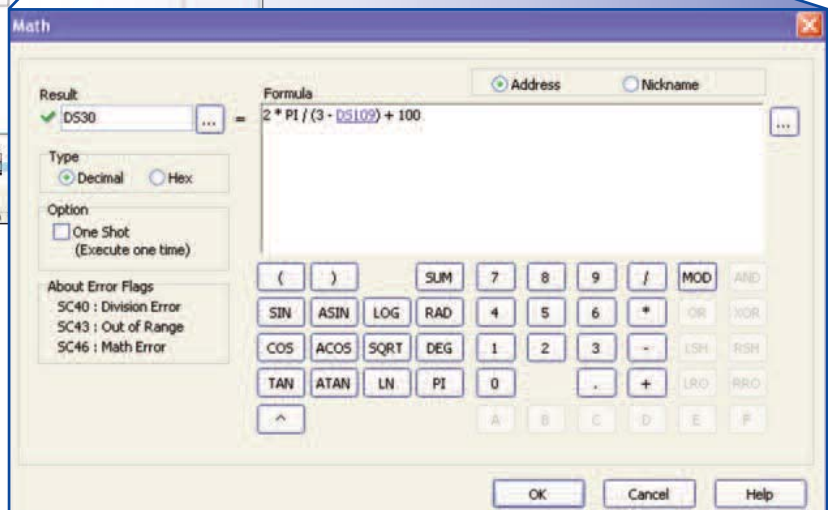 Math
Address Nickname
Result
Formula
DS30 ... = 2 * PI / (3 - DS109) + 100 ...
Type
Decimal Hex
Option
One Shot
(Execute one time)
About Error Flags
SC40 : Division Error
SC43 : Out of Range
SC46 : Math Error
( ) SUM 7 8 9 / MOD AND
SIN ASIN LOG RAD 4 5 6 * OR XOR
COS ACOS SQRT DEG 1 2 3 - LSH RSH
TAN ATAN LN PI 0 . + LRO RRO
^ A B C D E F
OK Cancel Help